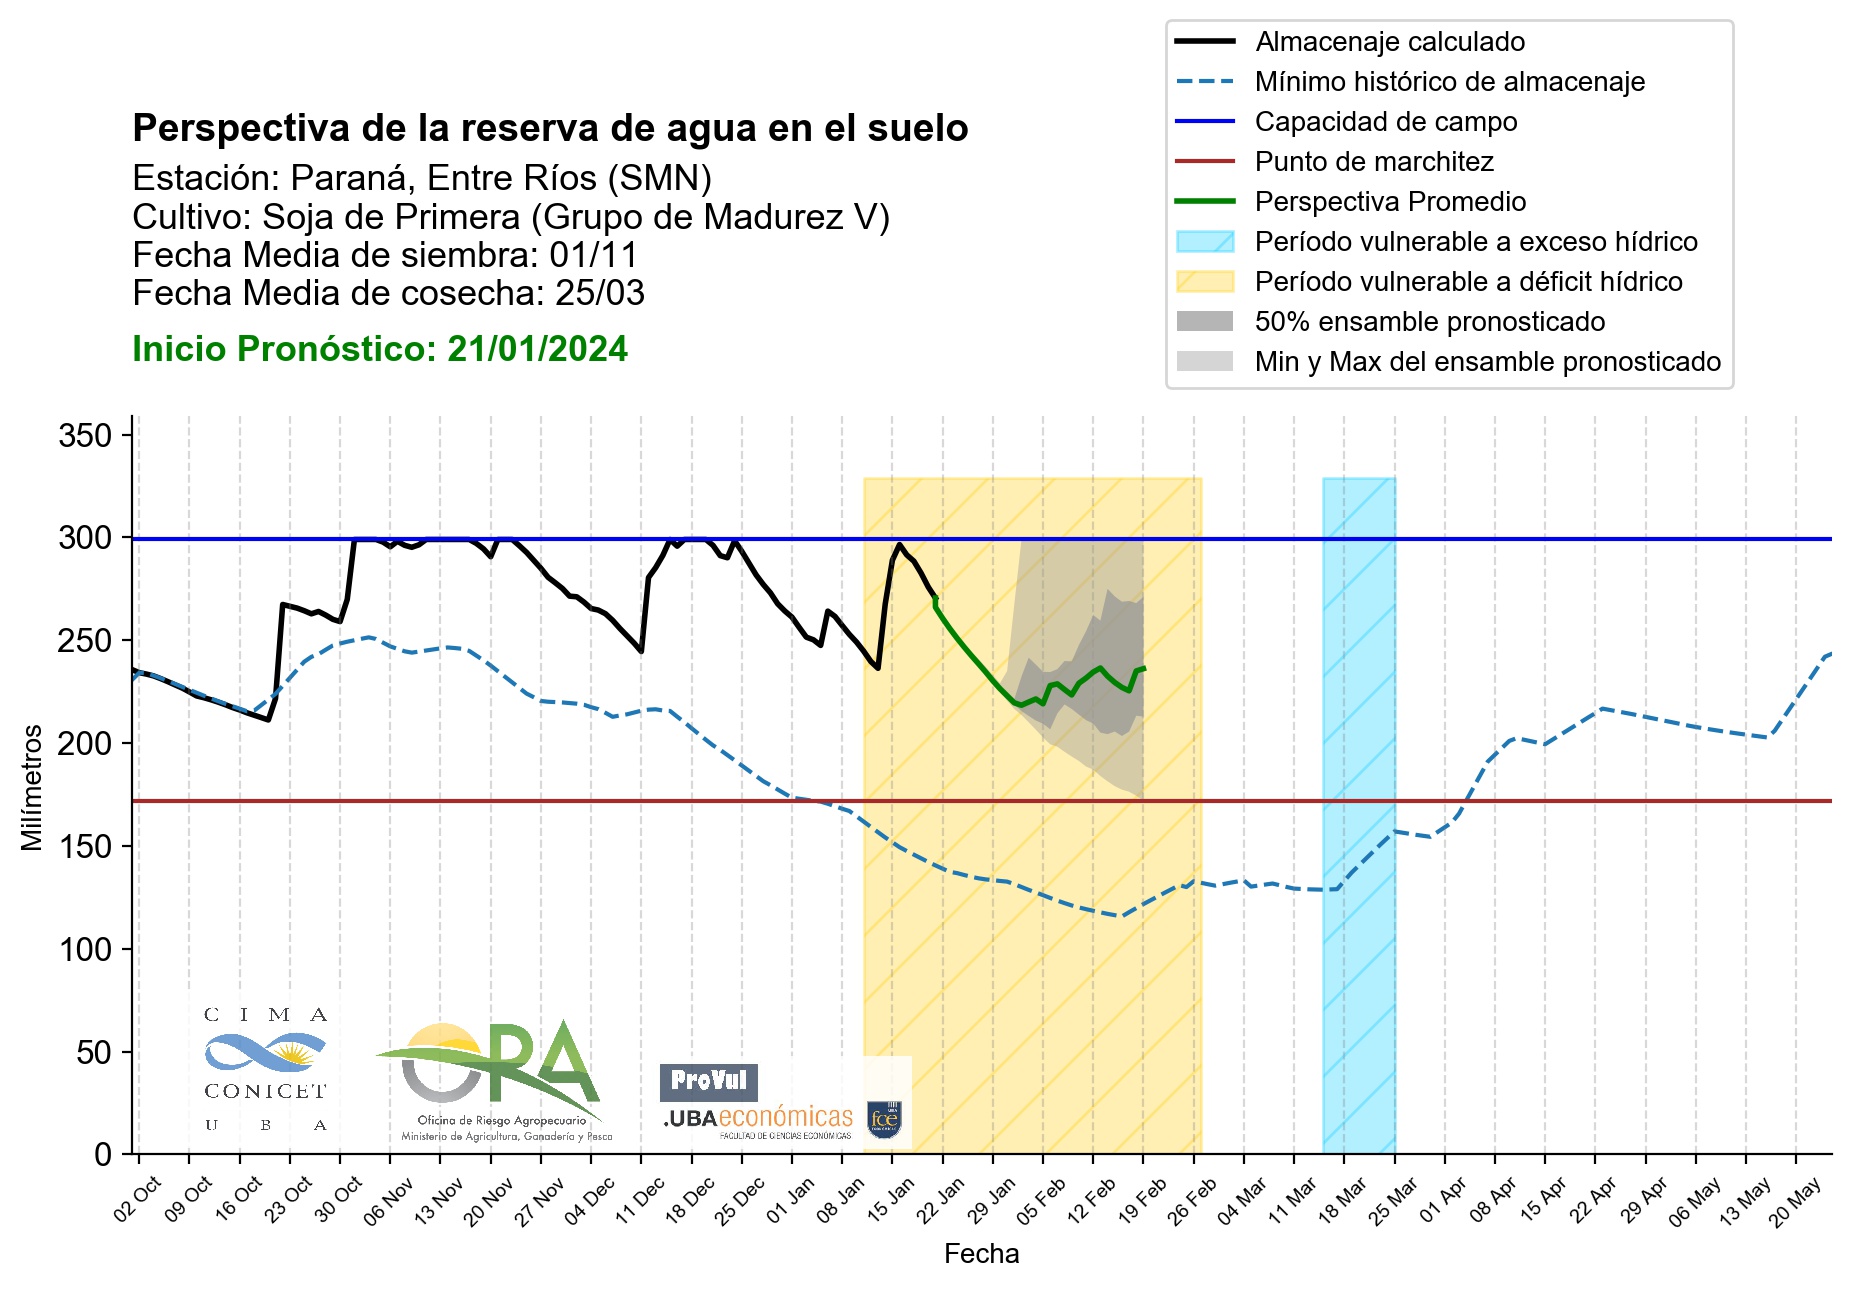 Almacenaje calculado
Mínimo histórico de almacenaje
Capacidad de campo
Punto de marchitez
Perspectiva Promedio
Período vulnerable a exceso hídrico
Período vulnerable a déficit hídrico
50% ensamble pronosticado
Min y Max del ensamble pronosticado
Perspectiva de la reserva de agua en el suelo
Estación: Paraná, Entre Ríos (SMN)
Cultivo: Soja de Primera (Grupo de Madurez V)
Fecha Media de siembra: 01/11
Fecha Media de cosecha: 25/03
Inicio Pronóstico: 21/01/2024
350
300
250
200
150
100
50
0
Milímetros
CIMA
CONICET
UBA
ORA
Oficina de Riesgo Agropecuario
Ministerio de Agricultura, Ganadería y Pesca
ProVul
.UBAeconómicas
FACULTAD DE CIENCIAS ECONÓMICAS
fce
02 Oct
09 Oct
16 Oct
23 Oct
30 Oct
06 Nov
13 Nov
20 Nov
27 Nov
04 Dec
11 Dec
18 Dec
25 Dec
01 Jan
08 Jan
15 Jan
22 Jan
29 Jan
05 Feb
12 Feb
19 Feb
26 Feb
04 Mar
11 Mar
18 Mar
25 Mar
01 Apr
08 Apr
15 Apr
22 Apr
29 Apr
06 May
13 May
20 May
Fecha